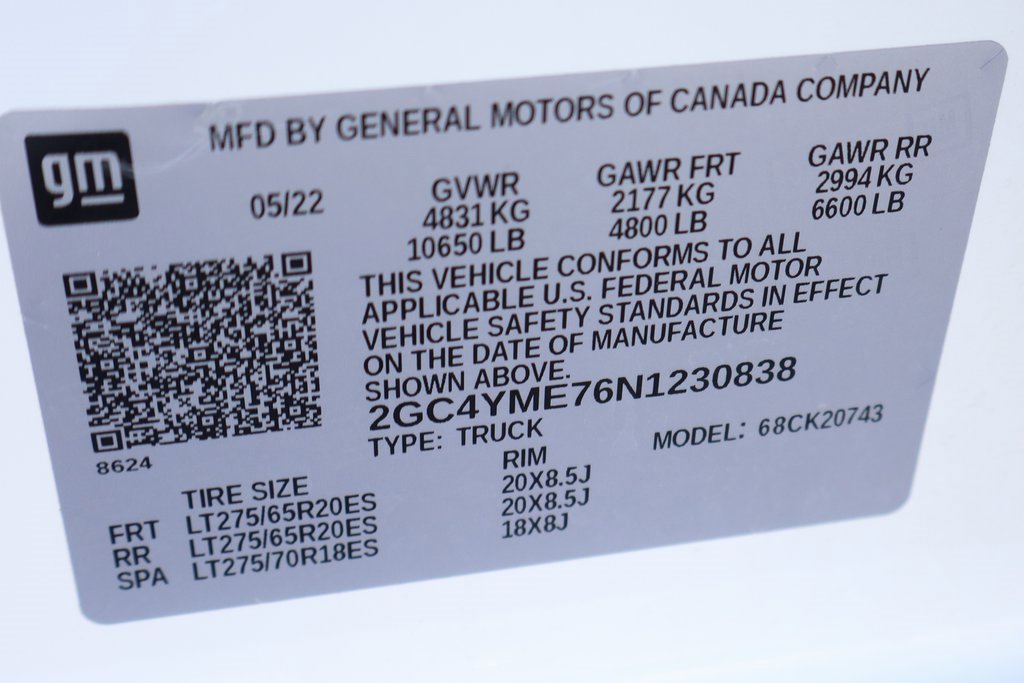 MFD BY GENERAL MOTORS OF CANADA COMPANY
gm
05/22
GVWR
4831 KG
10650 LB
GAWR FRT
2177 KG
4800 LB
GAWR RR
2994 KG
6600 LB
THIS VEHICLE CONFORMS TO ALL
APPLICABLE U.S. FEDERAL MOTOR
VEHICLE SAFETY STANDARDS IN EFFECT
ON THE DATE OF MANUFACTURE
SHOWN ABOVE.
2GC4YME76N1230838
TYPE: TRUCK
MODEL: 68CK20743
8624
TIRE SIZE RIM
FRT LT275/65R20ES 20X8.5J
RR LT275/65R20ES 20X8.5J
SPA LT275/70R18ES 18X8J